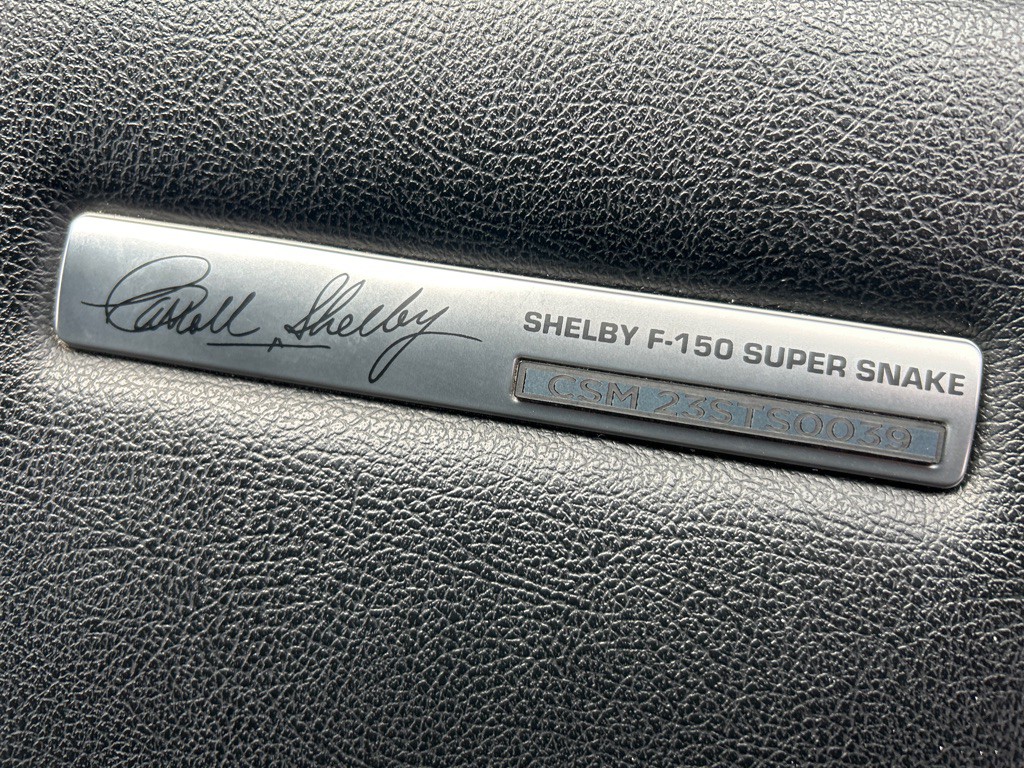 Carroll Shelby
SHELBY F-150 SUPER SNAKE
CSM 23STS0039